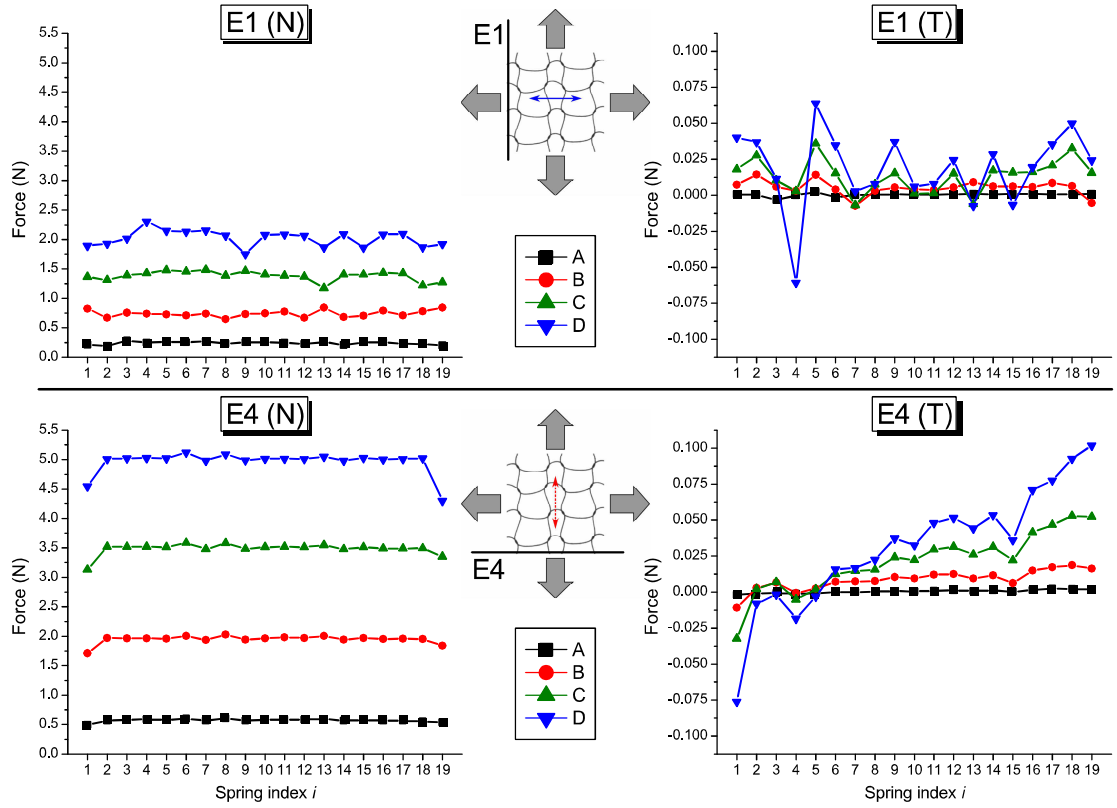 E1 (N)
E1
E1 (T)
5.5
5.0
4.5
4.0
3.5
3.0
2.5
2.0
1.5
1.0
0.5
0.0
Force (N)
1 2 3 4 5 6 7 8 9 10 11 12 13 14 15 16 17 18 19
A
B
C
D
0.100
0.075
0.050
0.025
0.000
-0.025
-0.050
-0.075
-0.100
Force (N)
1 2 3 4 5 6 7 8 9 10 11 12 13 14 15 16 17 18 19
E4 (N)
E4 (T)
5.5
5.0
4.5
4.0
3.5
3.0
2.5
2.0
1.5
1.0
0.5
0.0
Force (N)
1 2 3 4 5 6 7 8 9 10 11 12 13 14 15 16 17 18 19
Spring index i
E4
A
B
C
D
0.100
0.075
0.050
0.025
0.000
-0.025
-0.050
-0.075
-0.100
Force (N)
1 2 3 4 5 6 7 8 9 10 11 12 13 14 15 16 17 18 19
Spring index i